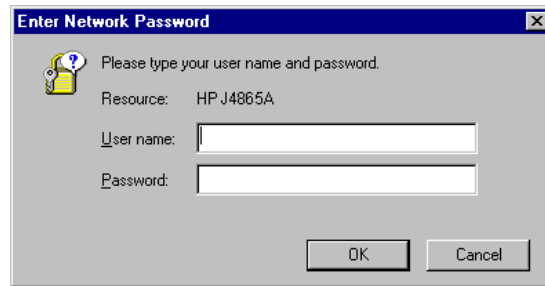 Enter Network Password
Please type your user name and password.
Resource: HP J4865A
User name:
Password:
OK Cancel